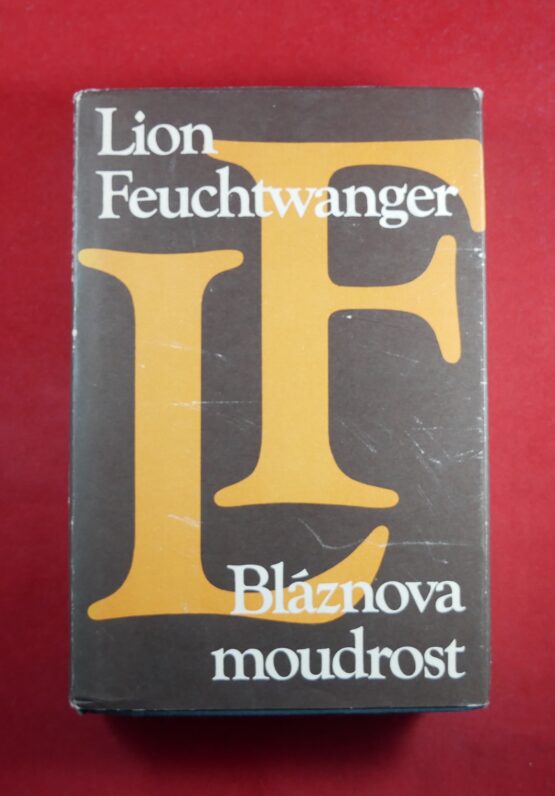 Lion
Feuchtwanger
LF
Bláznova
moudrost